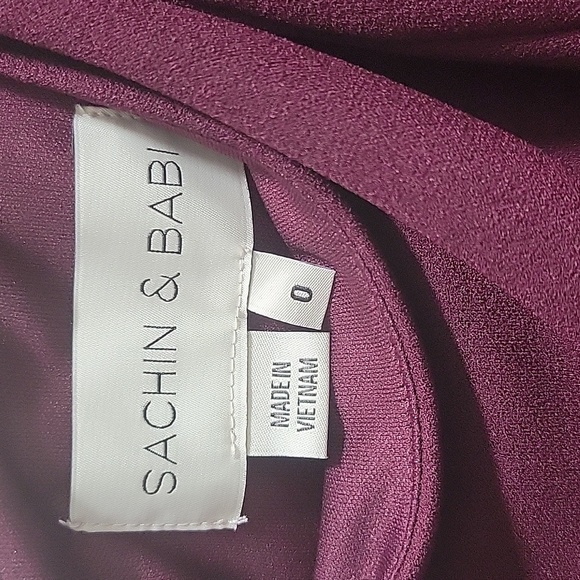 SACHIN & BABI
0
MADE IN
VIETNAM